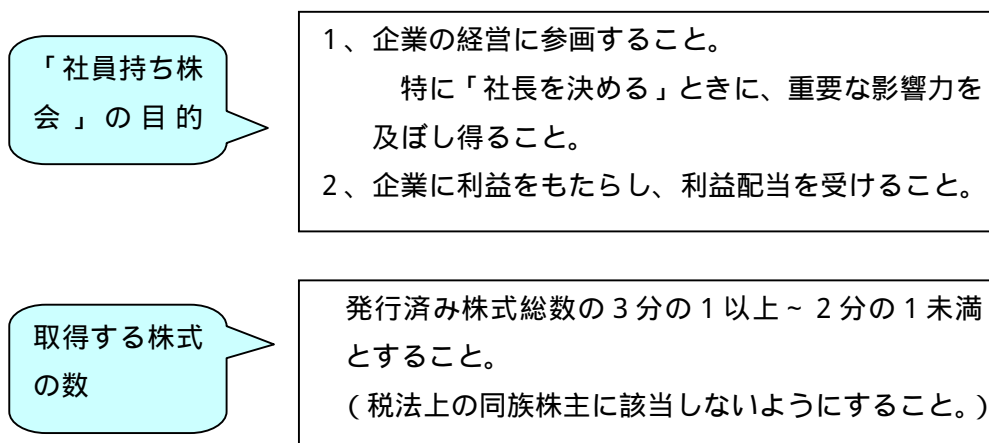 「社員持ち株
会」の目的
1、企業の経営に参画すること。
特に「社長を決める」ときに、重要な影響力を
及ぼし得ること。
2、企業に利益をもたらし、利益配当を受けること。
取得する株式
の数
発行済み株式総数の3分の1以上~2分の1未満
とすること。
(税法上の同族株主に該当しないようにすること。)